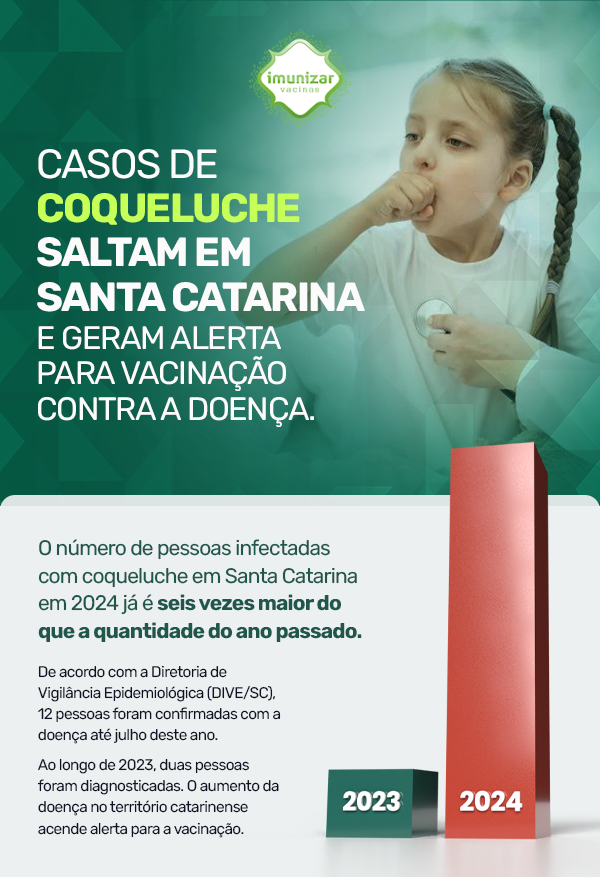 imunizar
vacinas
CASOS DE
COQUELUCHE
SALTAM EM
SANTA CATARINA
E GERAM ALERTA
PARA VACINAÇÃO
CONTRA A DOENÇA.
O número de pessoas infectadas
com coqueluche em Santa Catarina
em 2024 já é seis vezes maior do
que a quantidade do ano passado.
De acordo com a Diretoria de
Vigilância Epidemiológica (DIVE/SC),
12 pessoas foram confirmadas com a
doença até julho deste ano.
Ao longo de 2023, duas pessoas
foram diagnosticadas. O aumento da
doença no território catarinense
acende alerta para a vacinação.
2023
2024